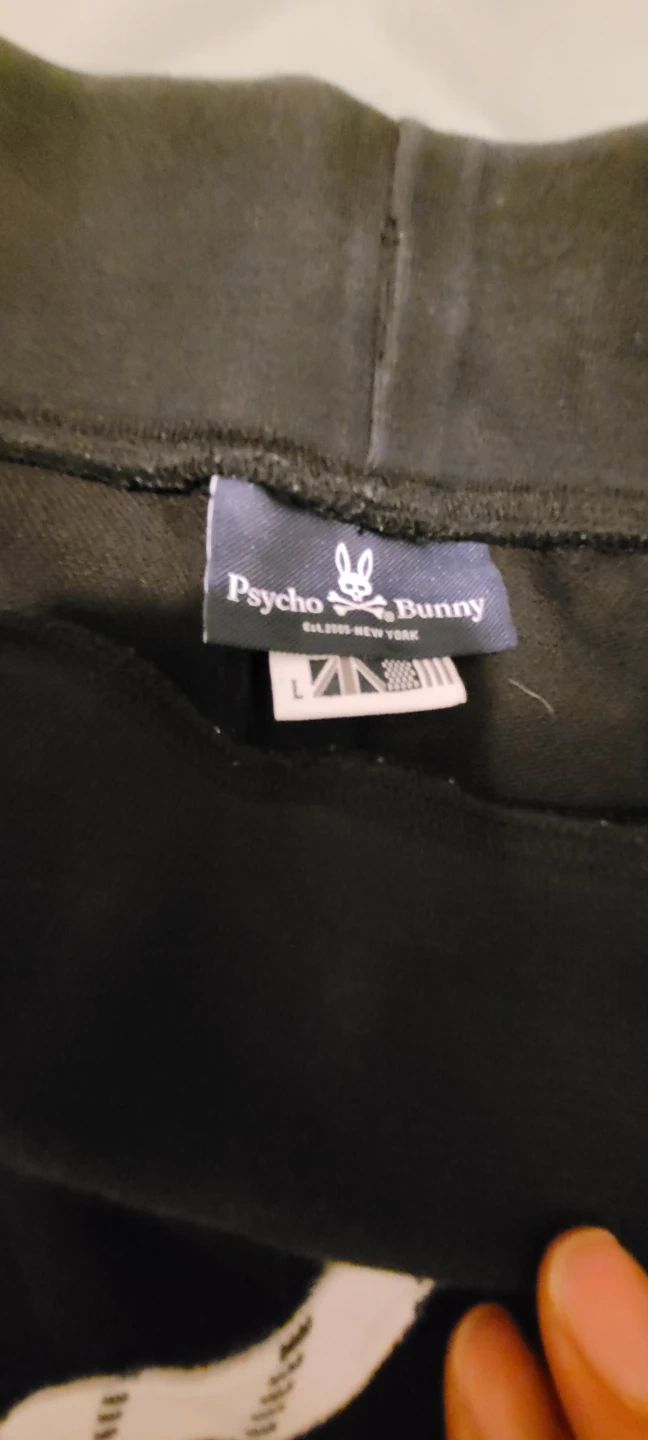 Psycho Bunny
Est.2005·NEW YORK
L